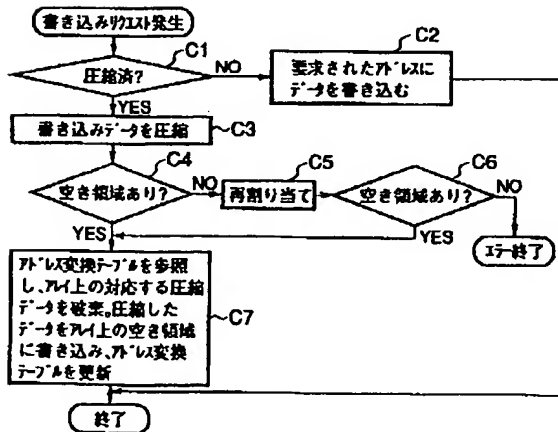 書き込みリクエスト発生
C1
圧縮済?
NO
C2
要求されたアドレスに
データを書き込む
YES
書き込みデータを圧縮
C3
C4
空き領域あり?
NO
C5
再割り当て
C6
空き領域あり?
NO
YES
YES
エラー終了
アドレス変換テーブルを参照
し、アレイ上の対応する圧縮
データを破棄。圧縮した
データをアレイ上の空き領域
に書き込み、アドレス変換
テーブルを更新
C7
終了